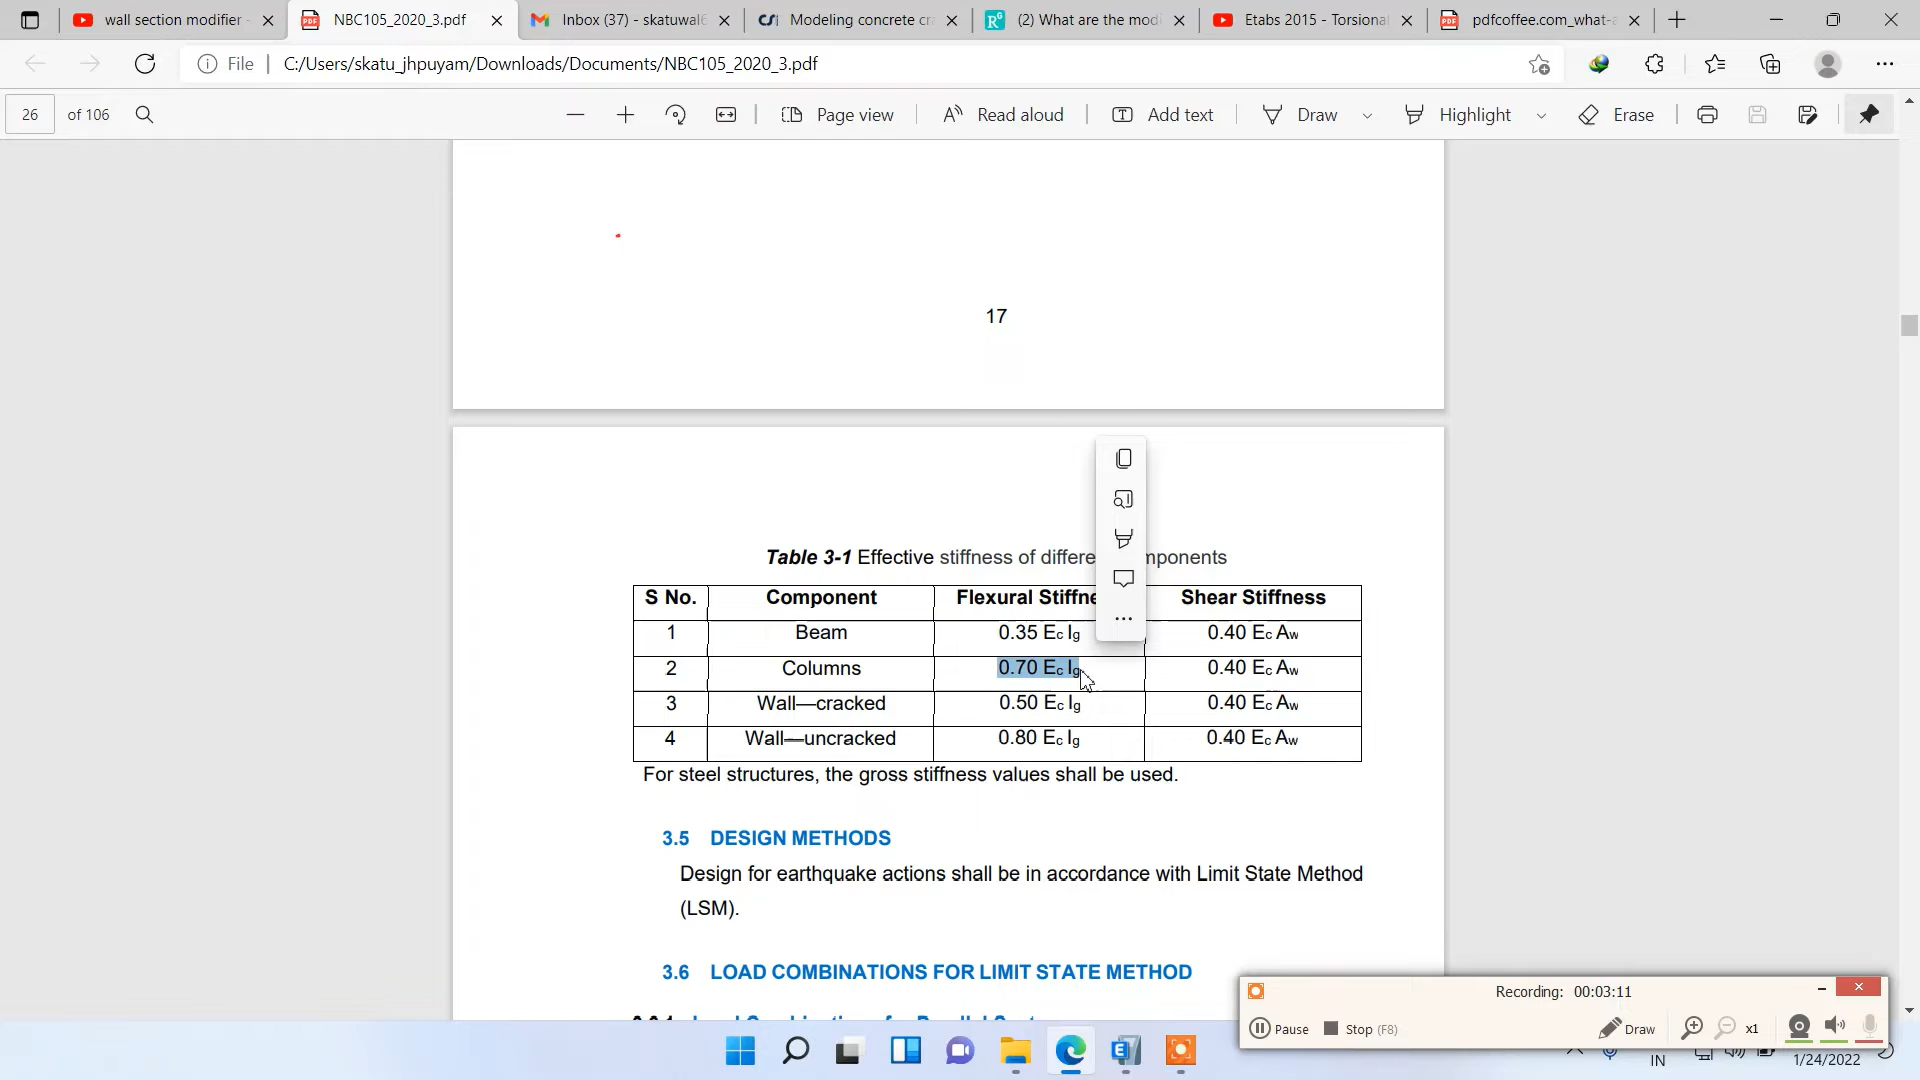 wall section modifier
NBC105_2020_3.pdf
Inbox (37) - skatuwal6
Modeling concrete cr
(2) What are the modi
Etabs 2015 - Torsional
pdfcoffee.com_what-a
File
C:/Users/skatu_jhpuyam/Downloads/Documents/NBC105_2020_3.pdf
26 of 106
Page view
Read aloud
Add text
Draw
Highlight
Erase
17
Table 3-1 Effective stiffness of differe mponents
S No. Component Flexural Stiffne Shear Stiffness
1 Beam 0.35 Ec Ig 0.40 Ec Aw
2 Columns 0.70 Ec Ig 0.40 Ec Aw
3 Wall—cracked 0.50 Ec Ig 0.40 Ec Aw
4 Wall—uncracked 0.80 Ec Ig 0.40 Ec Aw
For steel structures, the gross stiffness values shall be used.
3.5 DESIGN METHODS
Design for earthquake actions shall be in accordance with Limit State Method
(LSM).
3.6 LOAD COMBINATIONS FOR LIMIT STATE METHOD
Recording: 00:03:11
Pause
Stop (F8)
Draw
x1
IN
1/24/2022